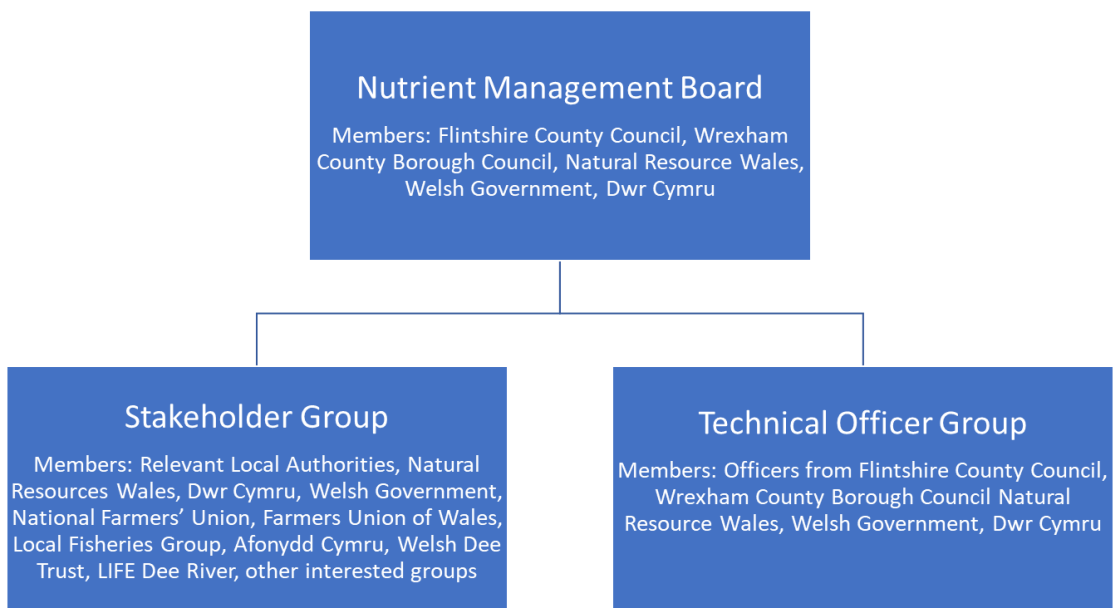 Nutrient Management Board
Members: Flintshire County Council, Wrexham
County Borough Council, Natural Resource Wales,
Welsh Government, Dwr Cymru
Stakeholder Group
Members: Relevant Local Authorities, Natural
Resources Wales, Dwr Cymru, Welsh Government,
National Farmers’ Union, Farmers Union of Wales,
Local Fisheries Group, Afonydd Cymru, Welsh Dee
Trust, LIFE Dee River, other interested groups
Technical Officer Group
Members: Officers from Flintshire County Council,
Wrexham County Borough Council Natural
Resource Wales, Welsh Government, Dwr Cymru